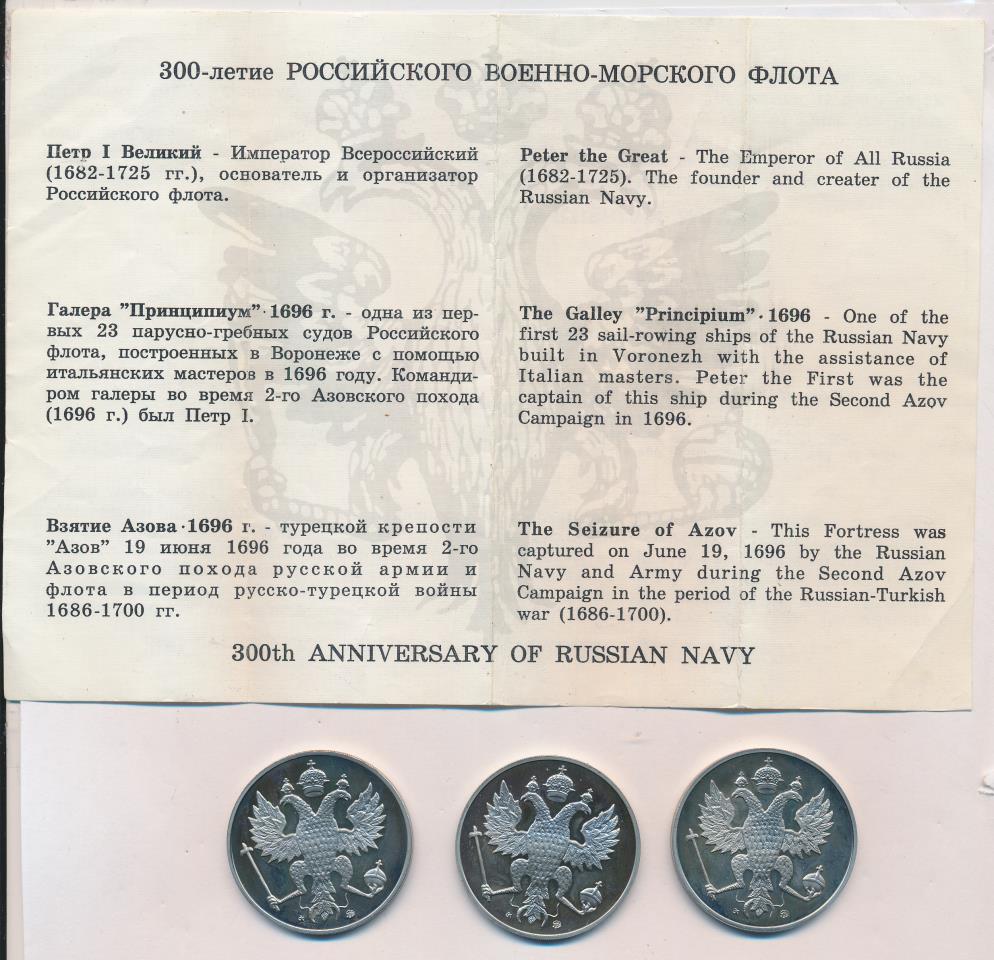 300-летие РОССИЙСКОГО ВОЕННО-МОРСКОГО ФЛОТА
Петр I Великий - Император Всероссийский
(1682-1725 гг.), основатель и организатор
Российского флота.
Peter the Great - The Emperor of All Russia
(1682-1725). The founder and creater of the
Russian Navy.
Галера "Принципиум"·1696 г. - одна из пер-
вых 23 парусно-гребных судов Российского
флота, построенных в Воронеже с помощью
итальянских мастеров в 1696 году. Команди-
ром галеры во время 2-го Азовского похода
(1696 г.) был Петр I.
The Galley "Principium"·1696 - One of the
first 23 sail-rowing ships of the Russian Navy
built in Voronezh with the assistance of
Italian masters. Peter the First was the
captain of this ship during the Second Azov
Campaign in 1696.
Взятие Азова·1696 г. - турецкой крепости
"Азов" 19 июня 1696 года во время 2-го
Азовского похода русской армии и
флота в период русско-турецкой войны
1686-1700 гг.
The Seizure of Azov - This Fortress was
captured on June 19, 1696 by the Russian
Navy and Army during the Second Azov
Campaign in the period of the Russian-Turkish
war (1686-1700).
300th ANNIVERSARY OF RUSSIAN NAVY